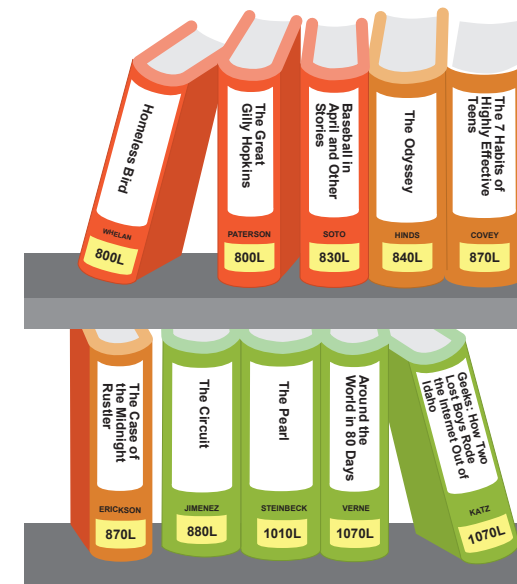 Homeless Bird
WHELAN
800L
The Great
Gilly Hopkins
PATERSON
800L
Baseball in
April and Other
Stories
SOTO
830L
The Odyssey
HINDS
840L
The 7 Habits of
Highly Effective
Teens
COVEY
870L
The Case of
the Midnight
Rustler
ERICKSON
870L
The Circuit
JIMENEZ
880L
The Pearl
STEINBECK
1010L
Around the
World in 80 Days
VERNE
1070L
Geeks: How Two
Lost Boys Rode
the Internet Out of
Idaho
KATZ
1070L